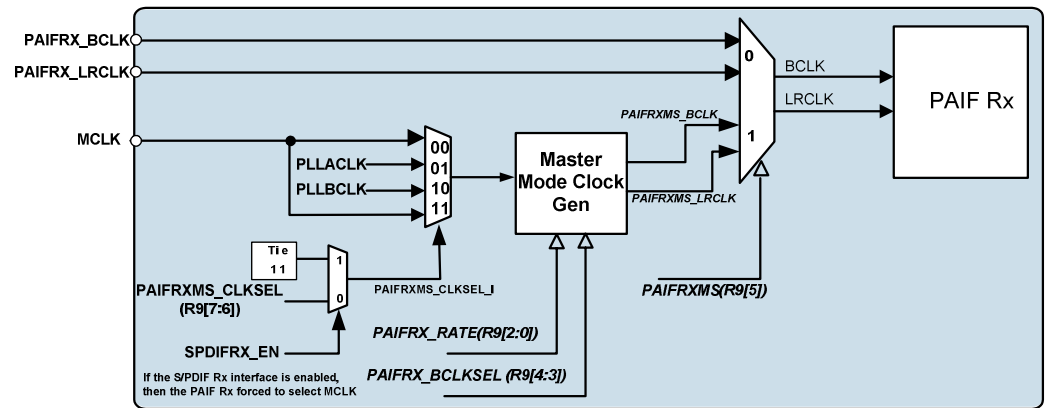 PAIFRX_BCLK
PAIFRX_LRCLK
MCLK
0
1
BCLK
LRCLK
PAIF Rx
PAIFRXMS_BCLK
PAIFRXMS_LRCLK
00
01
10
11
PLLACLK
PLLBCLK
Master
Mode Clock
Gen
Tie
11
1
0
PAIFRXMS_CLKSEL
(R9[7:6])
PAIFRXMS_CLKSEL_I
PAIFRXMS(R9[5])
SPDIFRX_EN
PAIFRX_RATE(R9[2:0])
PAIFRX_BCLKSEL (R9[4:3])
If the S/PDIF Rx interface is enabled,
then the PAIF Rx forced to select MCLK